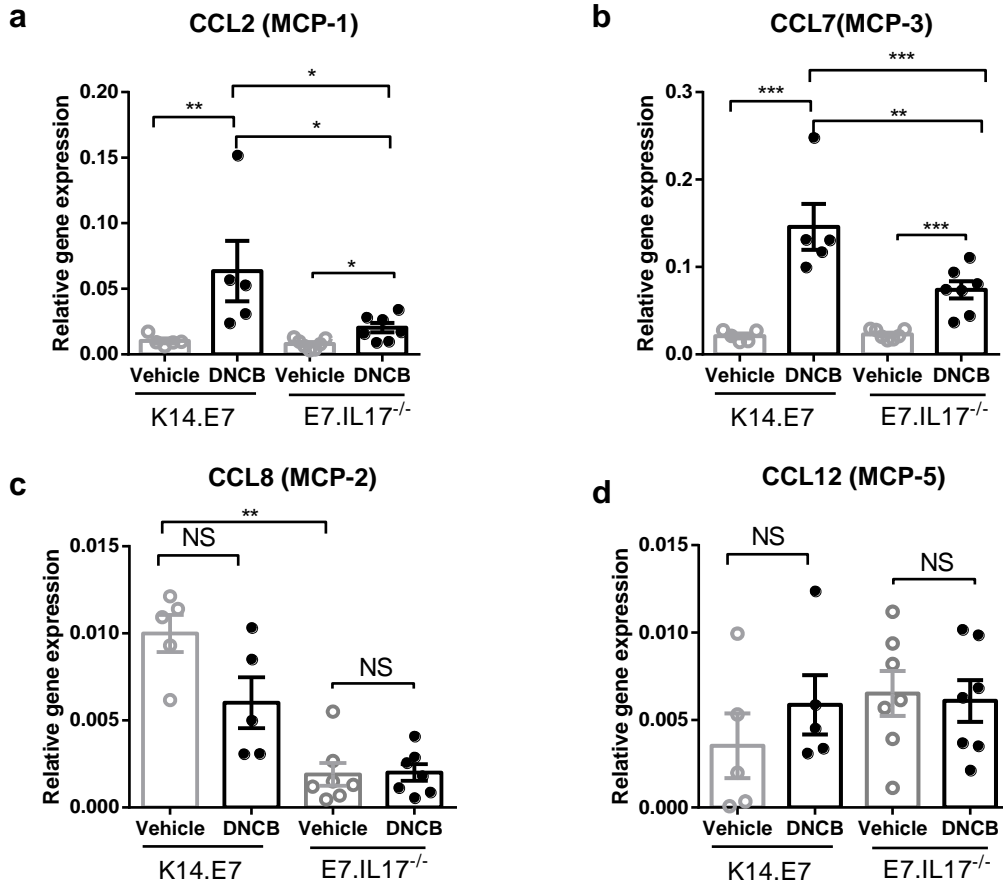 a
CCL2 (MCP-1)
Relative gene expression
0.20
0.15
0.10
0.05
0.00
**
*
*
*
Vehicle DNCB Vehicle DNCB
K14.E7 E7.IL17-/-
b
CCL7(MCP-3)
Relative gene expression
0.3
0.2
0.1
0.0
***
***
**
***
Vehicle DNCB Vehicle DNCB
K14.E7 E7.IL17-/-
c
CCL8 (MCP-2)
Relative gene expression
0.015
0.010
0.005
0.000
**
NS
NS
Vehicle DNCB Vehicle DNCB
K14.E7 E7.IL17-/-
d
CCL12 (MCP-5)
Relative gene expression
0.015
0.010
0.005
0.000
NS
NS
Vehicle DNCB Vehicle DNCB
K14.E7 E7.IL17-/-